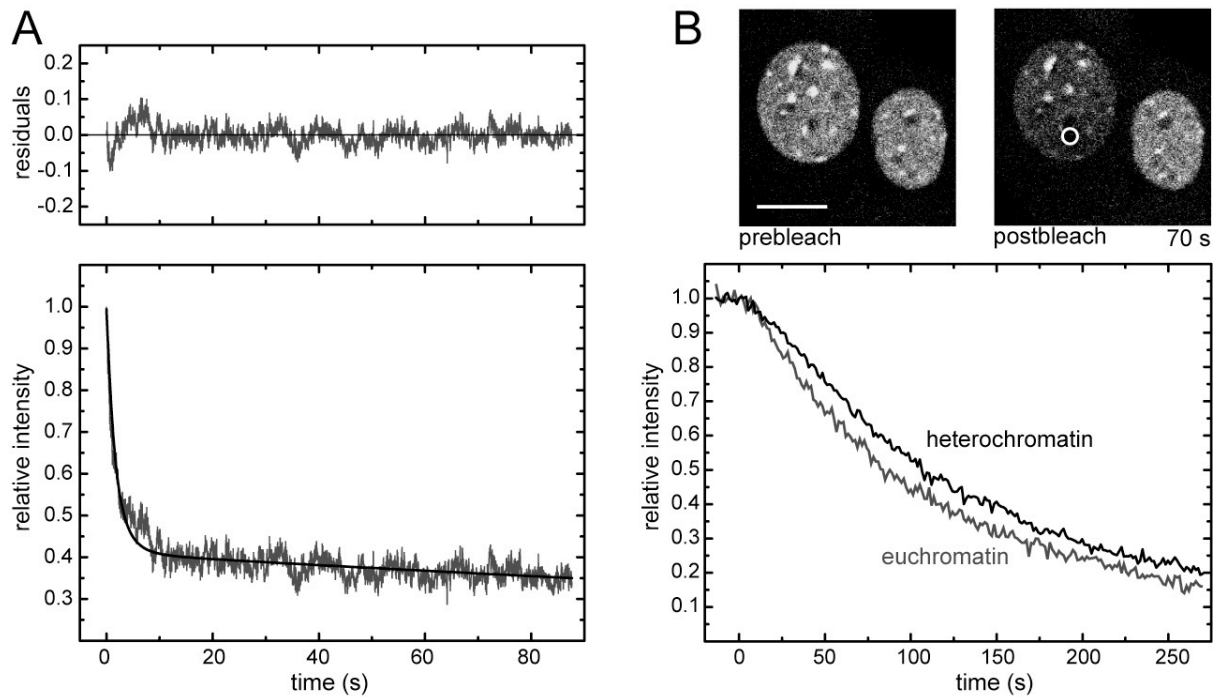 A
residuals
0.2
0.1
0.0
-0.1
-0.2
relative intensity
1.0
0.9
0.8
0.7
0.6
0.5
0.4
0.3
0 20 40 60 80
time (s)
B
prebleach
postbleach 70 s
relative intensity
1.0
0.9
0.8
0.7
0.6
0.5
0.4
0.3
0.2
0.1
heterochromatin
euchromatin
0 50 100 150 200 250
time (s)